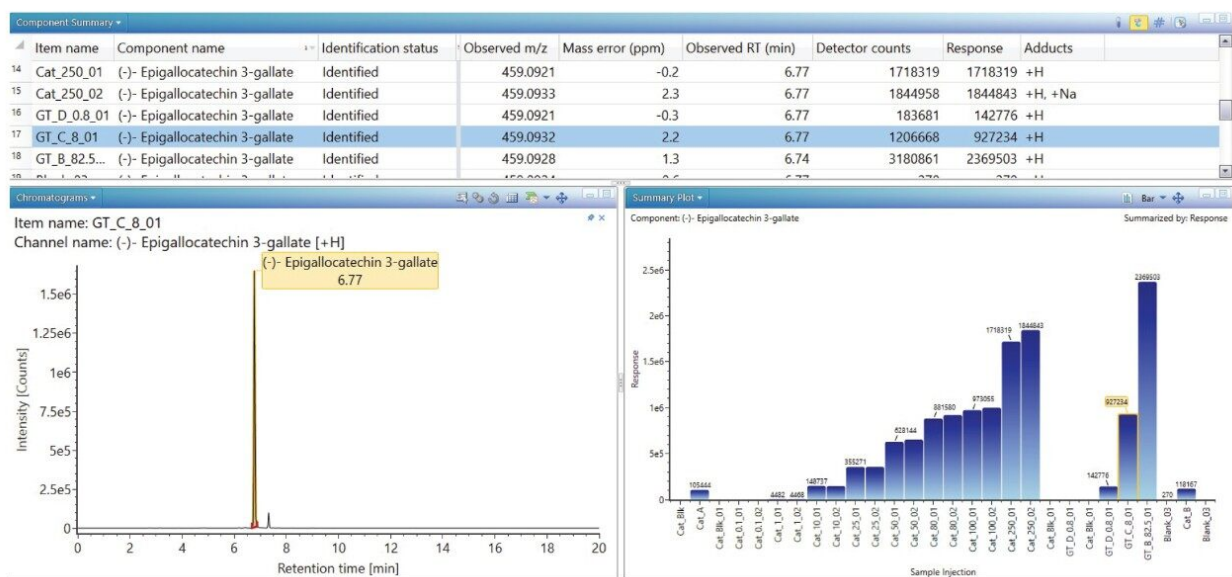 Component Summary
Item name Component name Identification status Observed m/z Mass error (ppm) Observed RT (min) Detector counts Response Adducts
14 Cat_250_01 (-)- Epigallocatechin 3-gallate Identified 459.0921 -0.2 6.77 1718319 1718319 +H
15 Cat_250_02 (-)- Epigallocatechin 3-gallate Identified 459.0933 2.3 6.77 1844958 1844843 +H, +Na
16 GT_D_0.8_01 (-)- Epigallocatechin 3-gallate Identified 459.0921 -0.3 6.77 183681 142776 +H
17 GT_C_8_01 (-)- Epigallocatechin 3-gallate Identified 459.0932 2.2 6.77 1206668 927234 +H
18 GT_B_82.5... (-)- Epigallocatechin 3-gallate Identified 459.0928 1.3 6.74 3180861 2369503 +H
Chromatograms
Item name: GT_C_8_01
Channel name: (-)- Epigallocatechin 3-gallate [+H]
(-)- Epigallocatechin 3-gallate
6.77
Intensity [Counts]
1.5e6
1.25e6
1e6
7.5e5
5e5
2.5e5
0
0 2 4 6 8 10 12 14 16 18 20
Retention time [min]
Summary Plot
Bar
Component: (-)- Epigallocatechin 3-gallate
Summarized by: Response
Response
2.5e6
2e6
1.5e6
1e6
5e5
0
105444
4482
4468
148737
355271
628144
881580
973055
1718319
1844843
142776
927234
2369503
270
118167
Cat_Blk
Cat_A
Cat_Blk_01
Cat_0.1_01
Cat_0.1_02
Cat_1_01
Cat_1_02
Cat_10_01
Cat_10_02
Cat_25_01
Cat_25_02
Cat_50_01
Cat_50_02
Cat_80_01
Cat_80_02
Cat_100_01
Cat_100_02
Cat_250_01
Cat_250_02
Cat_Blk_01
GT_D_0.8_01
Cat_Blk_01
GT_D_0.8_01
GT_C_8_01
GT_B_82.5_01
Blank_03
Cat_B
Blank_03
Sample Injection